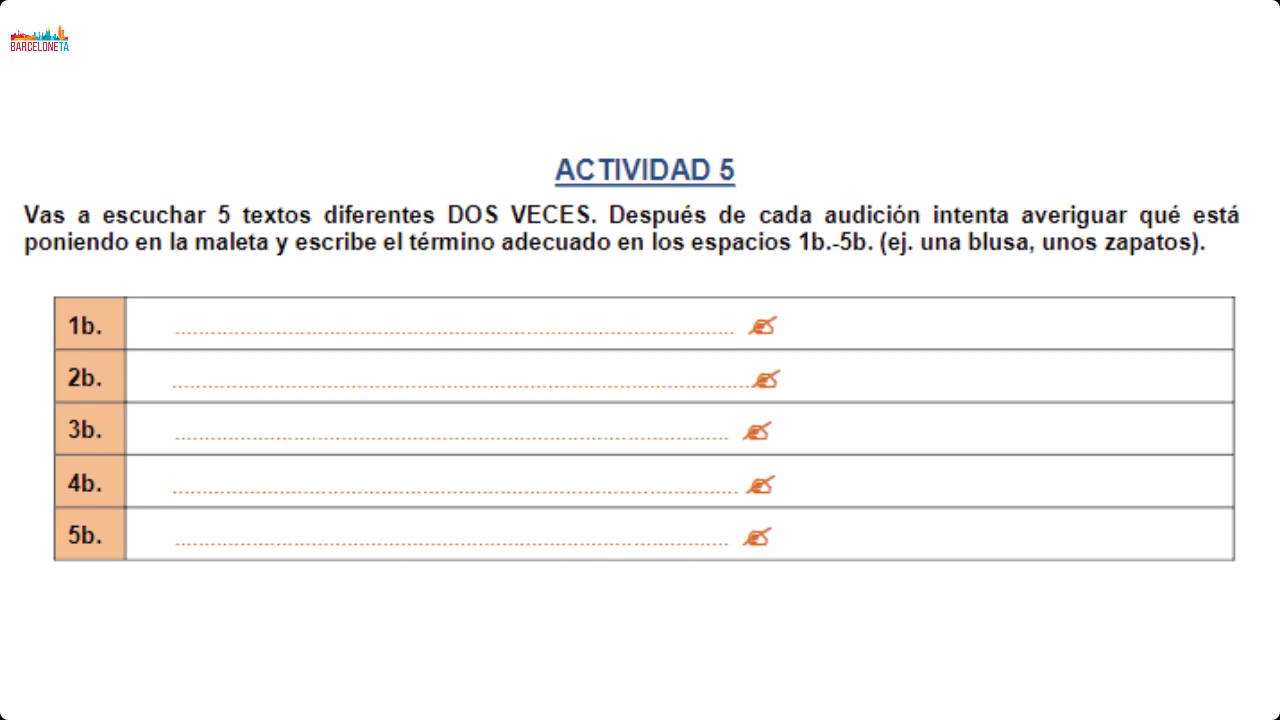 BARCELONETA
ACTIVIDAD 5
Vas a escuchar 5 textos diferentes DOS VECES. Después de cada audición intenta averiguar qué está
poniendo en la maleta y escribe el término adecuado en los espacios 1b.-5b. (ej. una blusa, unos zapatos).
1b.
2b.
3b.
4b.
5b.